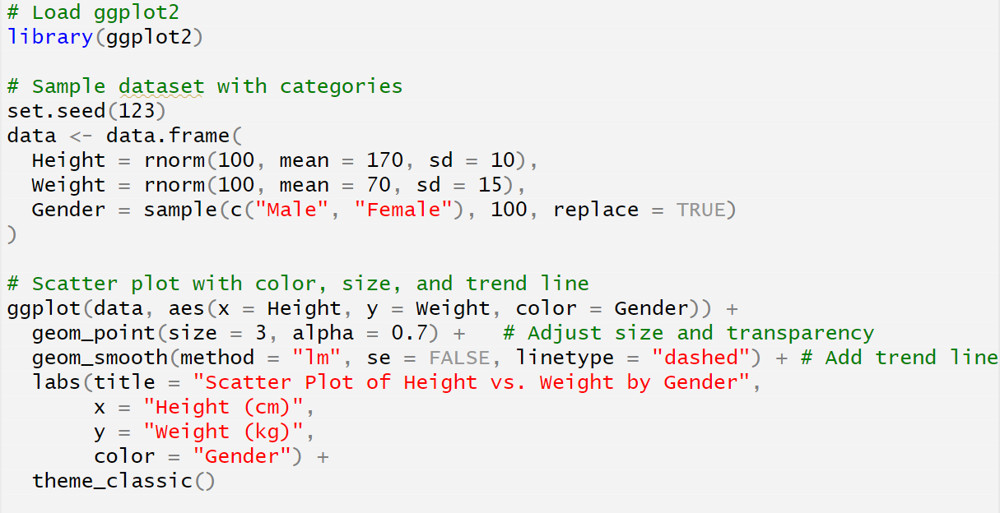 # Load ggplot2
library(ggplot2)

# Sample dataset with categories
set.seed(123)
data <- data.frame(
  Height = rnorm(100, mean = 170, sd = 10),
  Weight = rnorm(100, mean = 70, sd = 15),
  Gender = sample(c("Male", "Female"), 100, replace = TRUE)
)

# Scatter plot with color, size, and trend line
ggplot(data, aes(x = Height, y = Weight, color = Gender)) +
  geom_point(size = 3, alpha = 0.7) +   # Adjust size and transparency
  geom_smooth(method = "lm", se = FALSE, linetype = "dashed") + # Add trend line
  labs(title = "Scatter Plot of Height vs. Weight by Gender",
       x = "Height (cm)",
       y = "Weight (kg)",
       color = "Gender") +
  theme_classic()